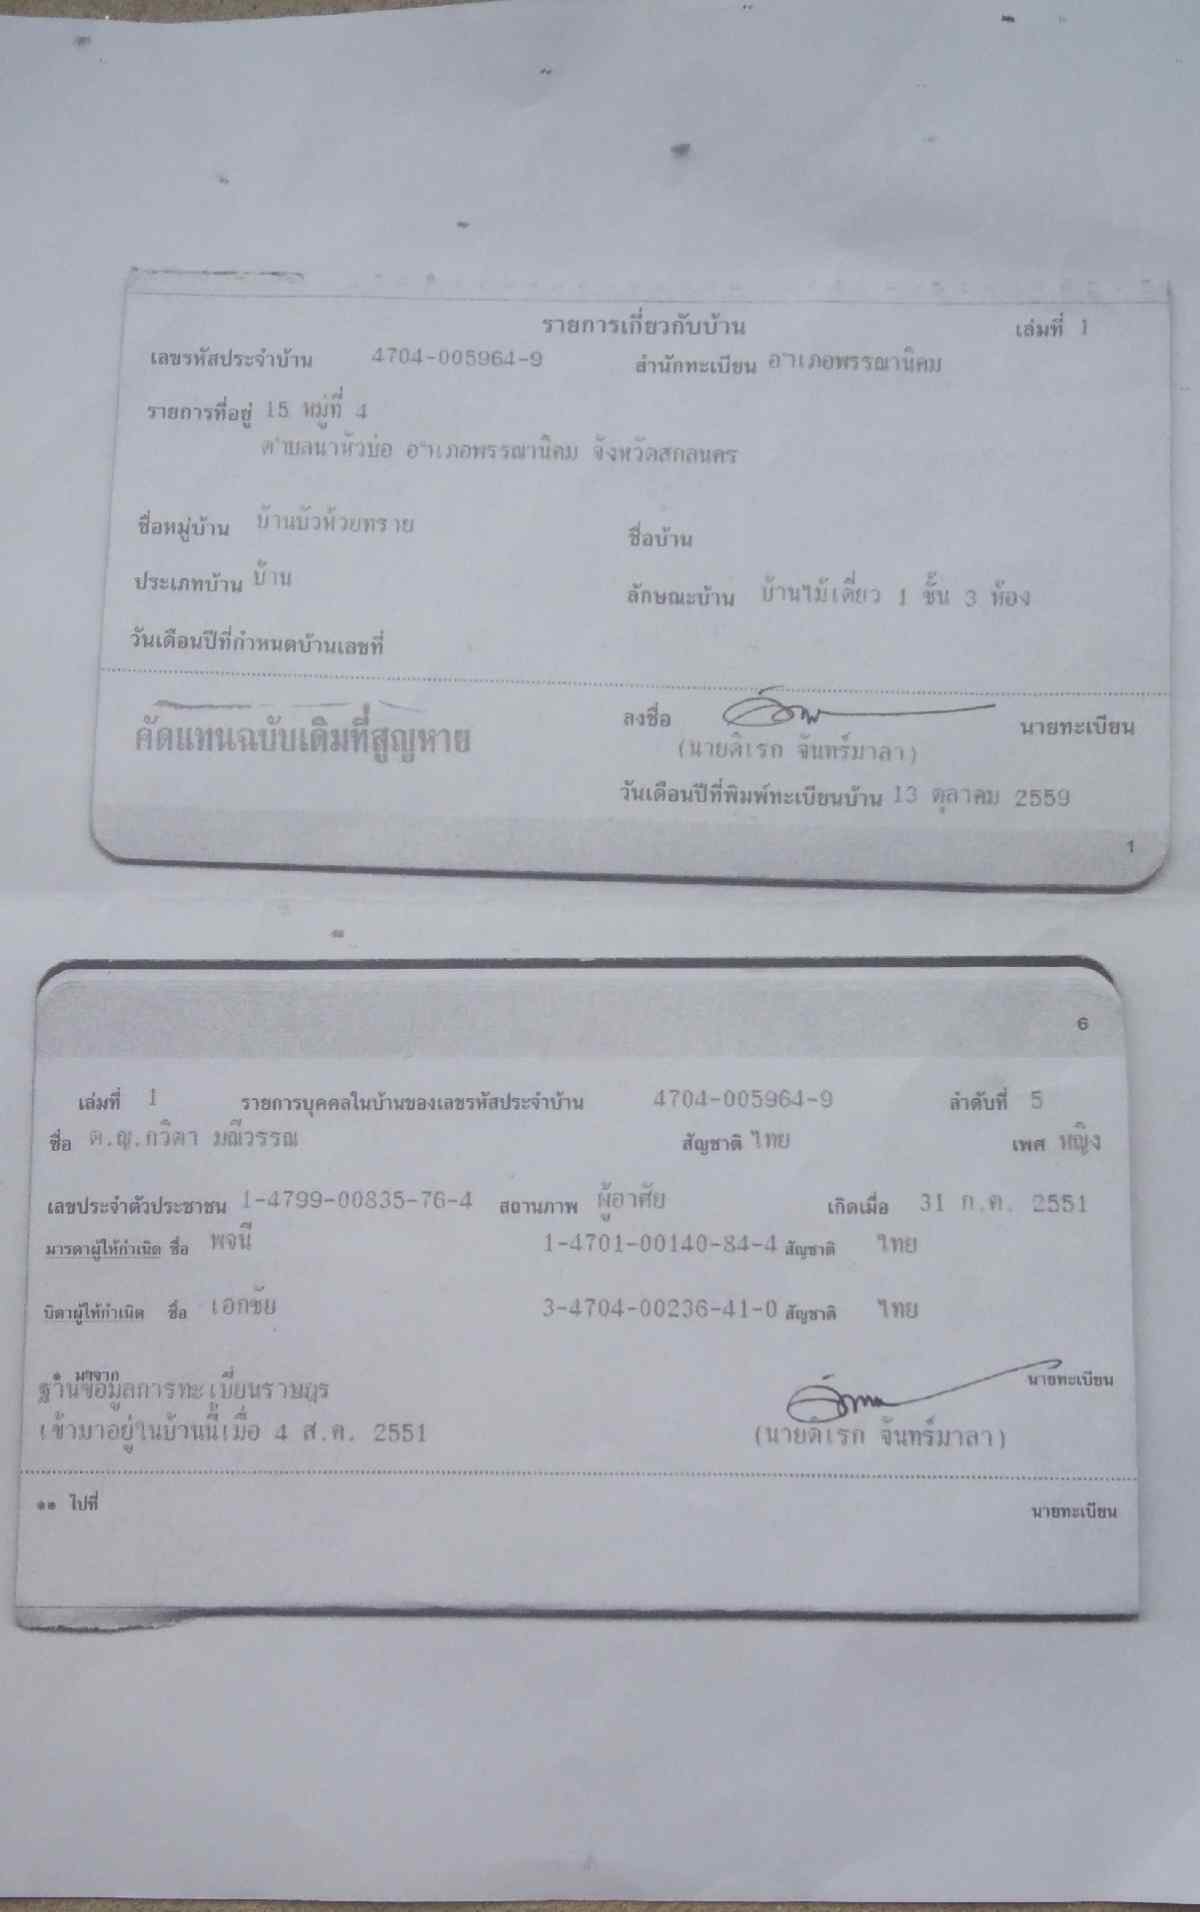 รายการเกี่ยวกับบ้าน เล่มที่ 1
เลขรหัสประจำบ้าน 4704-005964-9 สำนักทะเบียน อำเภอพรรณานิคม
รายการที่อยู่ 15 หมู่ที่ 4
ตำบลนาหัวบ่อ อำเภอพรรณานิคม จังหวัดสกลนคร
ชื่อหมู่บ้าน บ้านบัวห้วยทราย ชื่อบ้าน
ประเภทบ้าน บ้าน ลักษณะบ้าน บ้านไม้เดี่ยว 1 ชั้น 3 ห้อง
วันเดือนปีที่กำหนดบ้านเลขที่
คัดแทนฉบับเดิมที่สูญหาย ลงชื่อ นายทะเบียน
(นายดิเรก จันทร์มาลา)
วันเดือนปีที่พิมพ์ทะเบียนบ้าน 13 ตุลาคม 2559
1
6
เล่มที่ 1 รายการบุคคลในบ้านของเลขรหัสประจำบ้าน 4704-005964-9 ลำดับที่ 5
ชื่อ ด.ญ.กวิตา มณีวรรณ สัญชาติ ไทย เพศ หญิง
เลขประจำตัวประชาชน 1-4799-00835-76-4 สถานภาพ ผู้อาศัย เกิดเมื่อ 31 ก.ค. 2551
มารดาผู้ให้กำเนิด ชื่อ พจนี 1-4701-00140-84-4 สัญชาติ ไทย
บิดาผู้ให้กำเนิด ชื่อ เอกชัย 3-4704-00236-41-0 สัญชาติ ไทย
* มาจาก นายทะเบียน
ฐานข้อมูลการทะเบียนราษฎร
เข้ามาอยู่ในบ้านนี้เมื่อ 4 ส.ค. 2551 (นายดิเรก จันทร์มาลา)
** ไปที่ นายทะเบียน